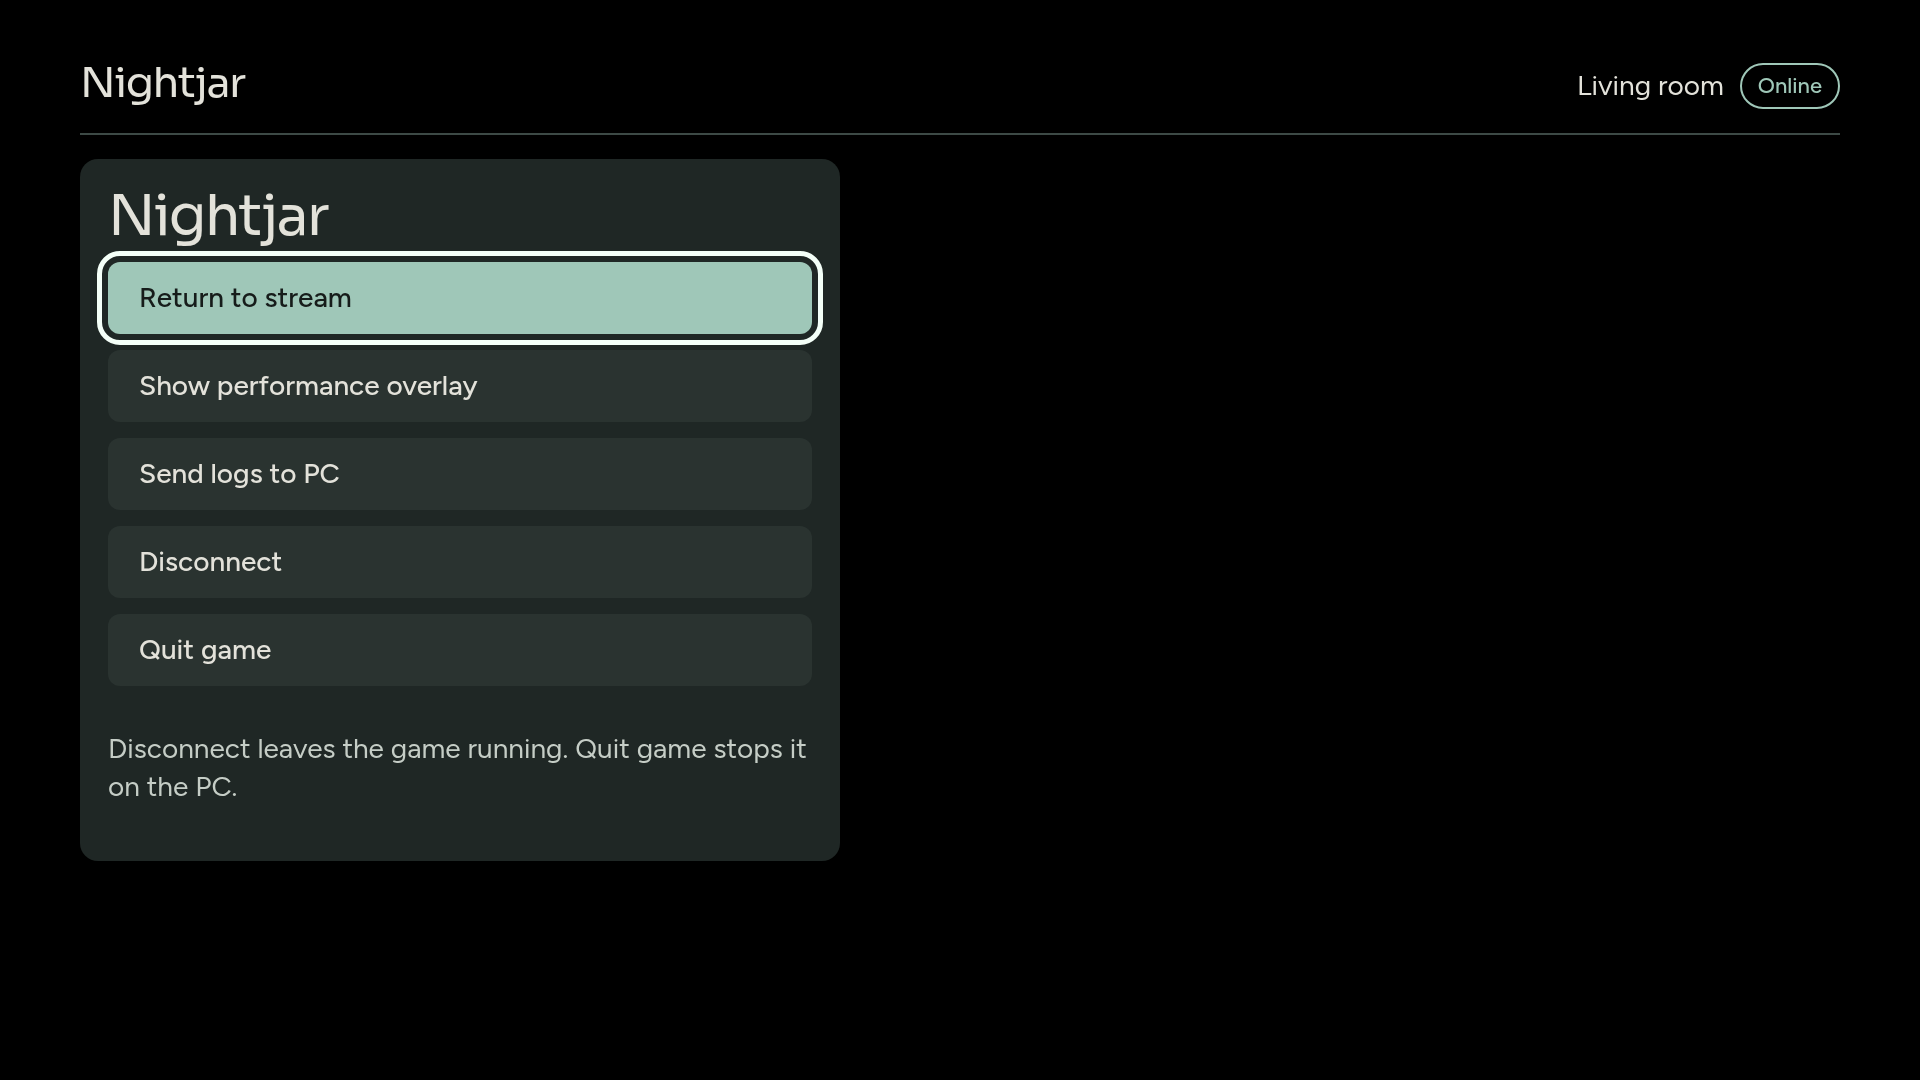 Nightjar
Living room
Online
Nightjar
Return to stream
Show performance overlay
Send logs to PC
Disconnect
Quit game
Disconnect leaves the game running. Quit game stops it
on the PC.